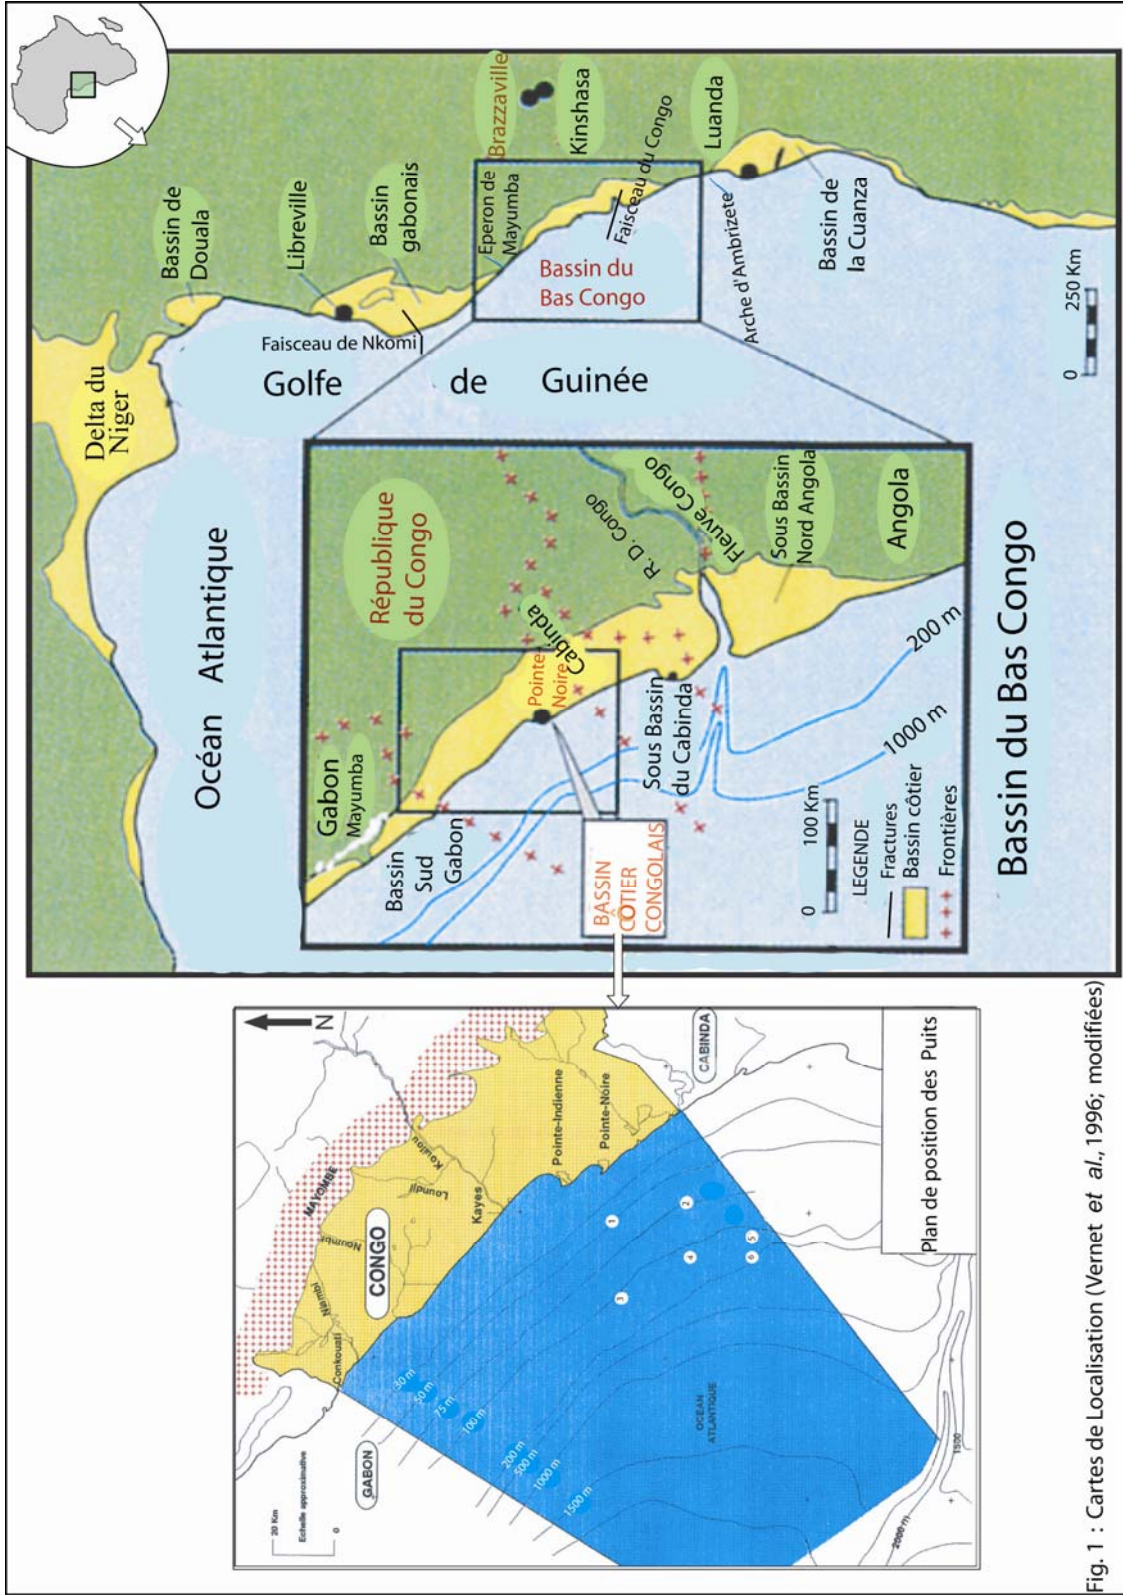 Bassin de
Douala
Libreville
Bassin
gabonais
Eperon de
Mayumba
Brazzaville
Kinshasa
Faisceau du Congo
Luanda
Delta du
Niger
Faisceau de Nkomi
Bassin du
Bas Congo
Arche d'Ambrizete
Bassin de
la Cuanza
Golfe de Guinée
Océan Atlantique
0 250 Km
République
du Congo
Gabon
Mayumba
Pointe-
Noire
Cabinda
R. D. Congo
Fleuve Congo
Sous Bassin
Nord Angola
Angola
Bassin
Sud
Gabon
Sous Bassin
du Cabinda
200 m
1000 m
BASSIN
CÔTIER
CONGOLAIS
0 100 Km
LEGENDE
Fractures
Bassin côtier
Frontières
Bassin du Bas Congo
N
20 Km
Echelle approximative
0
GABON
CONGO
CABINDA
MAYOMBE
Conkouati
Nambi
Noumbi
Loundji
Kouilou
Kayes
Pointe-Indienne
Pointe-Noire
30 m
50 m
75 m
100 m
200 m
500 m
1000 m
1500 m
1
2
3
4
5
6
OCEAN
ATLANTIQUE
2000 m
1500
Plan de position des Puits
Fig. 1 : Cartes de Localisation (Vernet et al., 1996; modifiées)